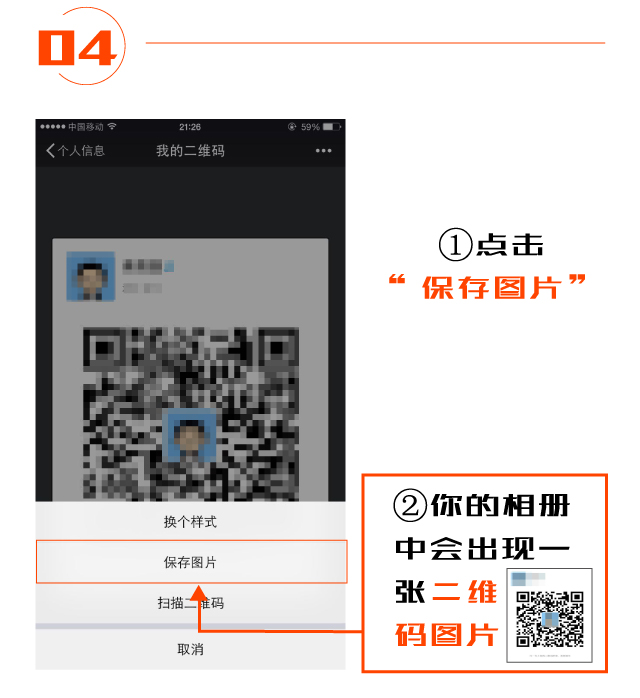 04
中国移动 21:26 59%
个人信息 我的二维码
①点击
“保存图片”
换个样式
保存图片
扫描二维码
取消
②你的相册
中会出现一
张二维
码图片